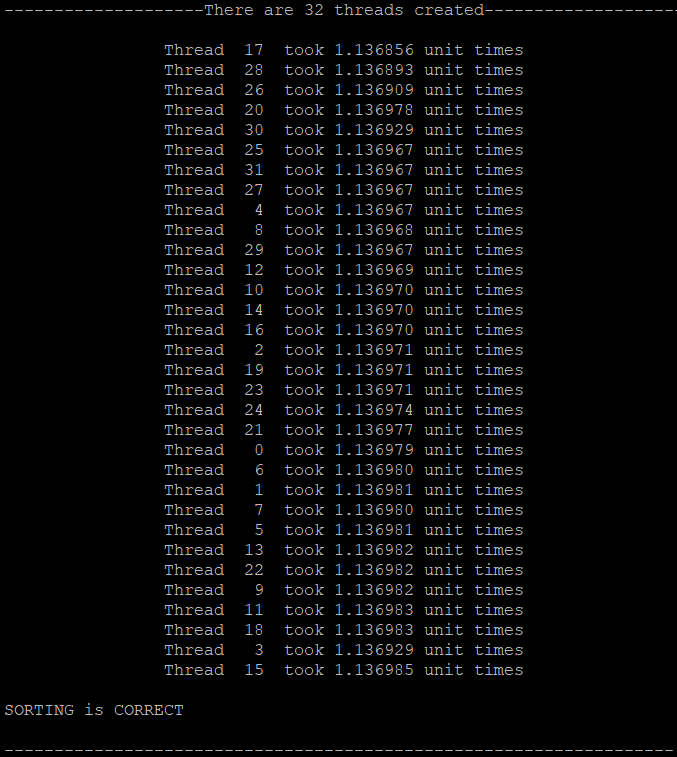 --------------------There are 32 threads created--------------------
Thread  17  took 1.136856 unit times
Thread  28  took 1.136893 unit times
Thread  26  took 1.136909 unit times
Thread  20  took 1.136978 unit times
Thread  30  took 1.136929 unit times
Thread  25  took 1.136967 unit times
Thread  31  took 1.136967 unit times
Thread  27  took 1.136967 unit times
Thread   4  took 1.136967 unit times
Thread   8  took 1.136968 unit times
Thread  29  took 1.136967 unit times
Thread  12  took 1.136969 unit times
Thread  10  took 1.136970 unit times
Thread  14  took 1.136970 unit times
Thread  16  took 1.136970 unit times
Thread   2  took 1.136971 unit times
Thread  19  took 1.136971 unit times
Thread  23  took 1.136971 unit times
Thread  24  took 1.136974 unit times
Thread  21  took 1.136977 unit times
Thread   0  took 1.136979 unit times
Thread   6  took 1.136980 unit times
Thread   1  took 1.136981 unit times
Thread   7  took 1.136980 unit times
Thread   5  took 1.136981 unit times
Thread  13  took 1.136982 unit times
Thread  22  took 1.136982 unit times
Thread   9  took 1.136982 unit times
Thread  11  took 1.136983 unit times
Thread  18  took 1.136983 unit times
Thread   3  took 1.136929 unit times
Thread  15  took 1.136985 unit times
SORTING is CORRECT
-------------------------------------------------------------------